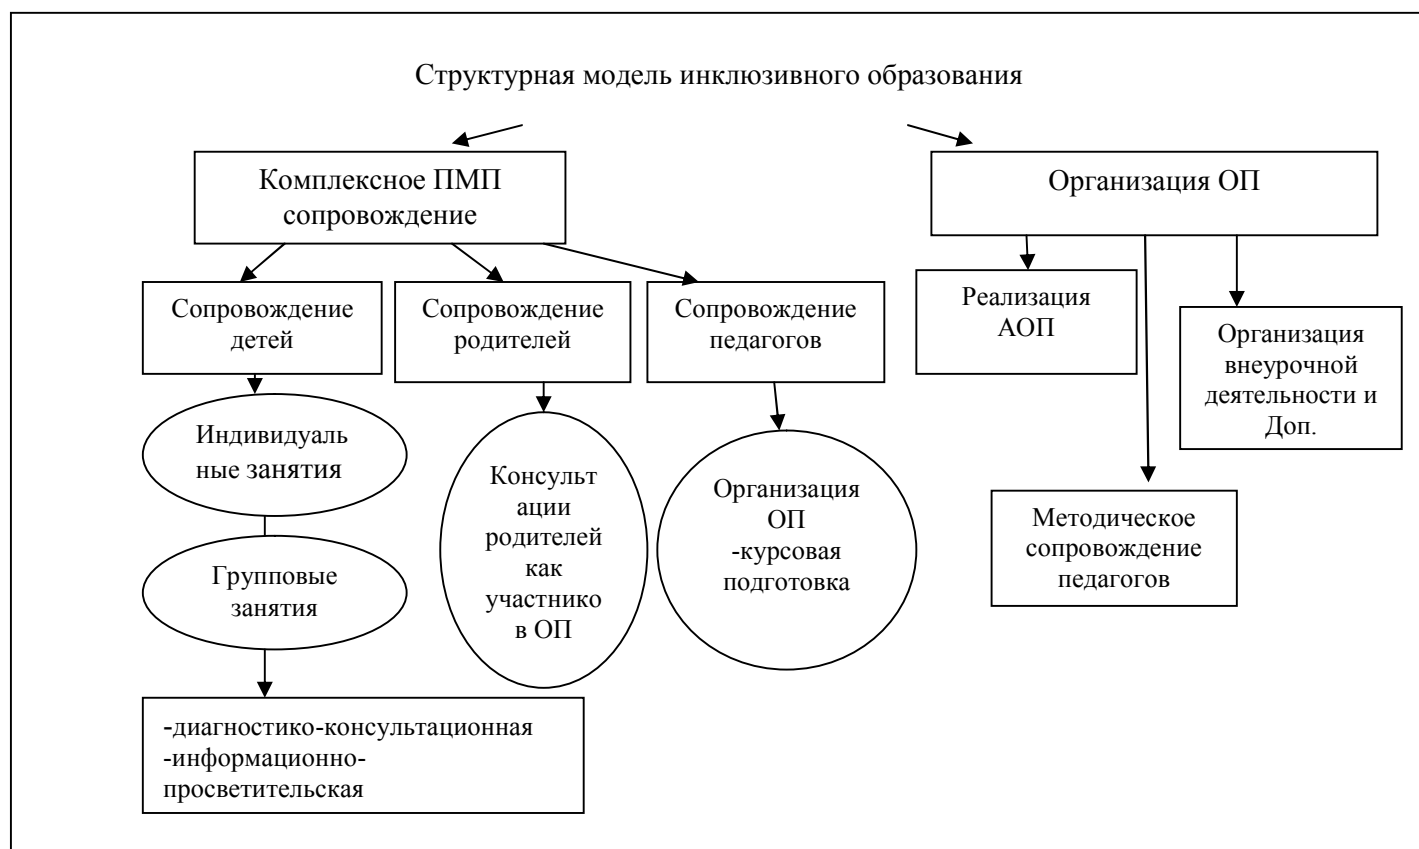 Структурная модель инклюзивного образования
Комплексное ПМП
сопровождение
Организация ОП
Сопровождение
детей
Сопровождение
родителей
Сопровождение
педагогов
Реализация
АОП
Организация
внеурочной
деятельности и
Доп.
Индивидуаль
ные занятия
Групповые
занятия
Консульт
ации
родителей
как
участнико
в ОП
Организация
ОП
-курсовая
подготовка
Методическое
сопровождение
педагогов
-диагностико-консультационная
-информационно-
просветительская